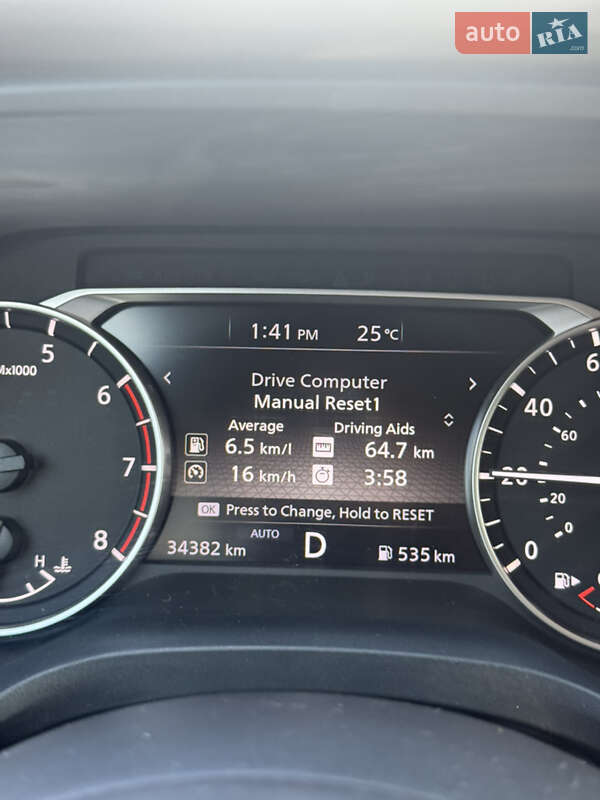 auto RIA .com
1:41 PM 25°C
< Drive Computer >
Manual Reset1
Average Driving Aids
6.5 km/l 64.7 km
16 km/h 3:58
OK Press to Change, Hold to RESET
34382 km AUTO D 535 km
5
x1000
6
7
8
H
40
60
20
20
0
0